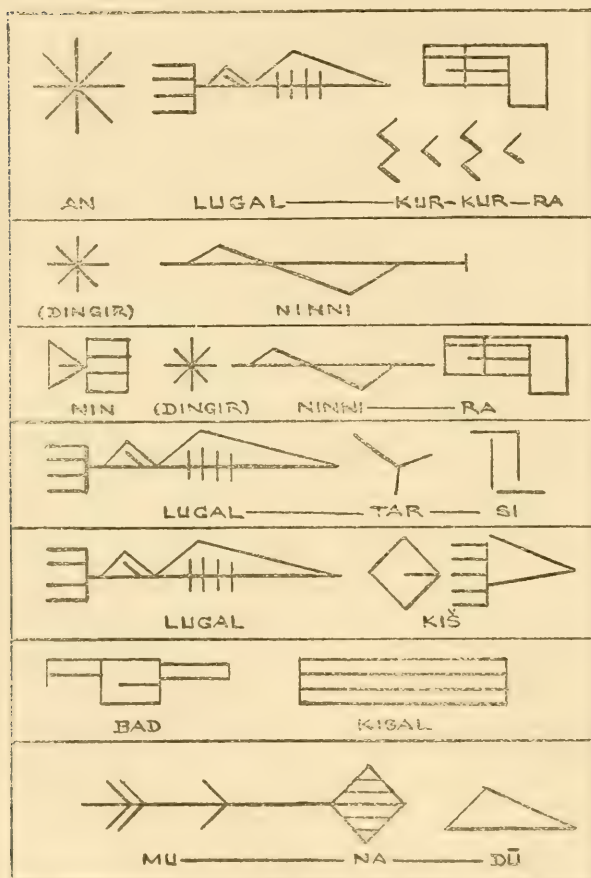 AN LUGAL—KUR-KUR—RA
(DINGIR) NINNI
NIN (DINGIR) NINNI—RA
LUGAL—TAR—SI
LUGAL KIŠ
BAD KISAL
MU—NA—DŪ